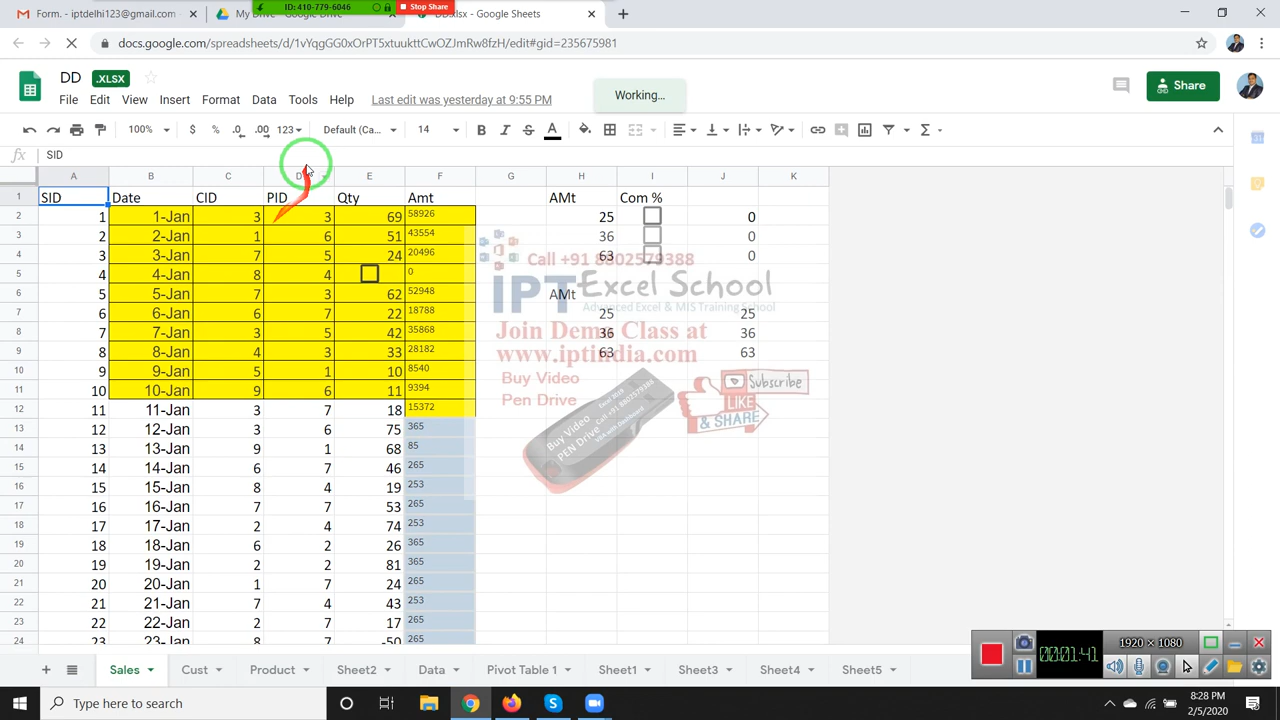 Form. - iptdelhi123@gmail.com
My Drive - Google Drive
ID: 410-779-6046
Stop Share
DD.xlsx - Google Sheets
docs.google.com/spreadsheets/d/1vYqgGG0xOrPT5xtuukttCwOZJmRw8fzH/edit#gid=235675981
DD .XLSX
Working...
Share
File Edit View Insert Format Data Tools Help Last edit was yesterday at 9:55 PM
100% $ % .0 .00 123 Default (Ca... 14 B I S A
fx SID
A B C D E F G H I J K
1 SID Date CID PID Qty Amt AMt Com %
2 1 1-Jan 3 3 69 58926 25 0
3 2 2-Jan 1 6 51 43554 36 0
4 3 3-Jan 7 5 24 20496 63 0
5 4 4-Jan 8 4 0
6 5 5-Jan 7 3 62 52948 AMt
7 6 6-Jan 6 7 22 18788 25 25
8 7 7-Jan 3 5 42 35868 36 36
9 8 8-Jan 4 3 33 28182 63 63
10 9 9-Jan 5 1 10 8540
11 10 10-Jan 9 6 11 9394
12 11 11-Jan 3 7 18 15372
13 12 12-Jan 3 6 75 365
14 13 13-Jan 9 1 68 85
15 14 14-Jan 6 7 46 265
16 15 15-Jan 8 4 19 253
17 16 16-Jan 7 7 53 265
18 17 17-Jan 2 4 74 253
19 18 18-Jan 6 2 26 365
20 19 19-Jan 2 2 81 365
21 20 20-Jan 1 7 24 265
22 21 21-Jan 7 4 43 253
23 22 22-Jan 2 7 17 265
24 23 23-Jan 8 7 -50 265
Call +91 8802579388
IPT Excel School
Advanced Excel & MIS Training School
Join Demo Class at
www.iptindia.com
Buy Video
Pen Drive
Subscribe
LIKE
& SHARE
Buy Video
PEN Drive
Call +91 8802579388
1920 × 1080
00:01:41
Sales Cust Product Sheet2 Data Pivot Table 1 Sheet1 Sheet3 Sheet4 Sheet5
Type here to search
8:28 PM
2/5/2020